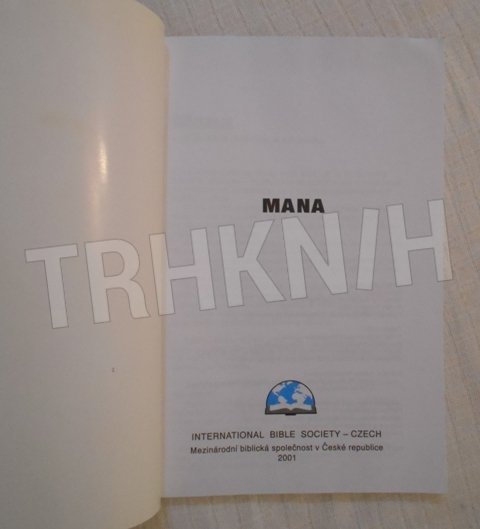 MANA
TRHKNIH
INTERNATIONAL BIBLE SOCIETY – CZECH
Mezinárodní biblická společnost v České republice
2001